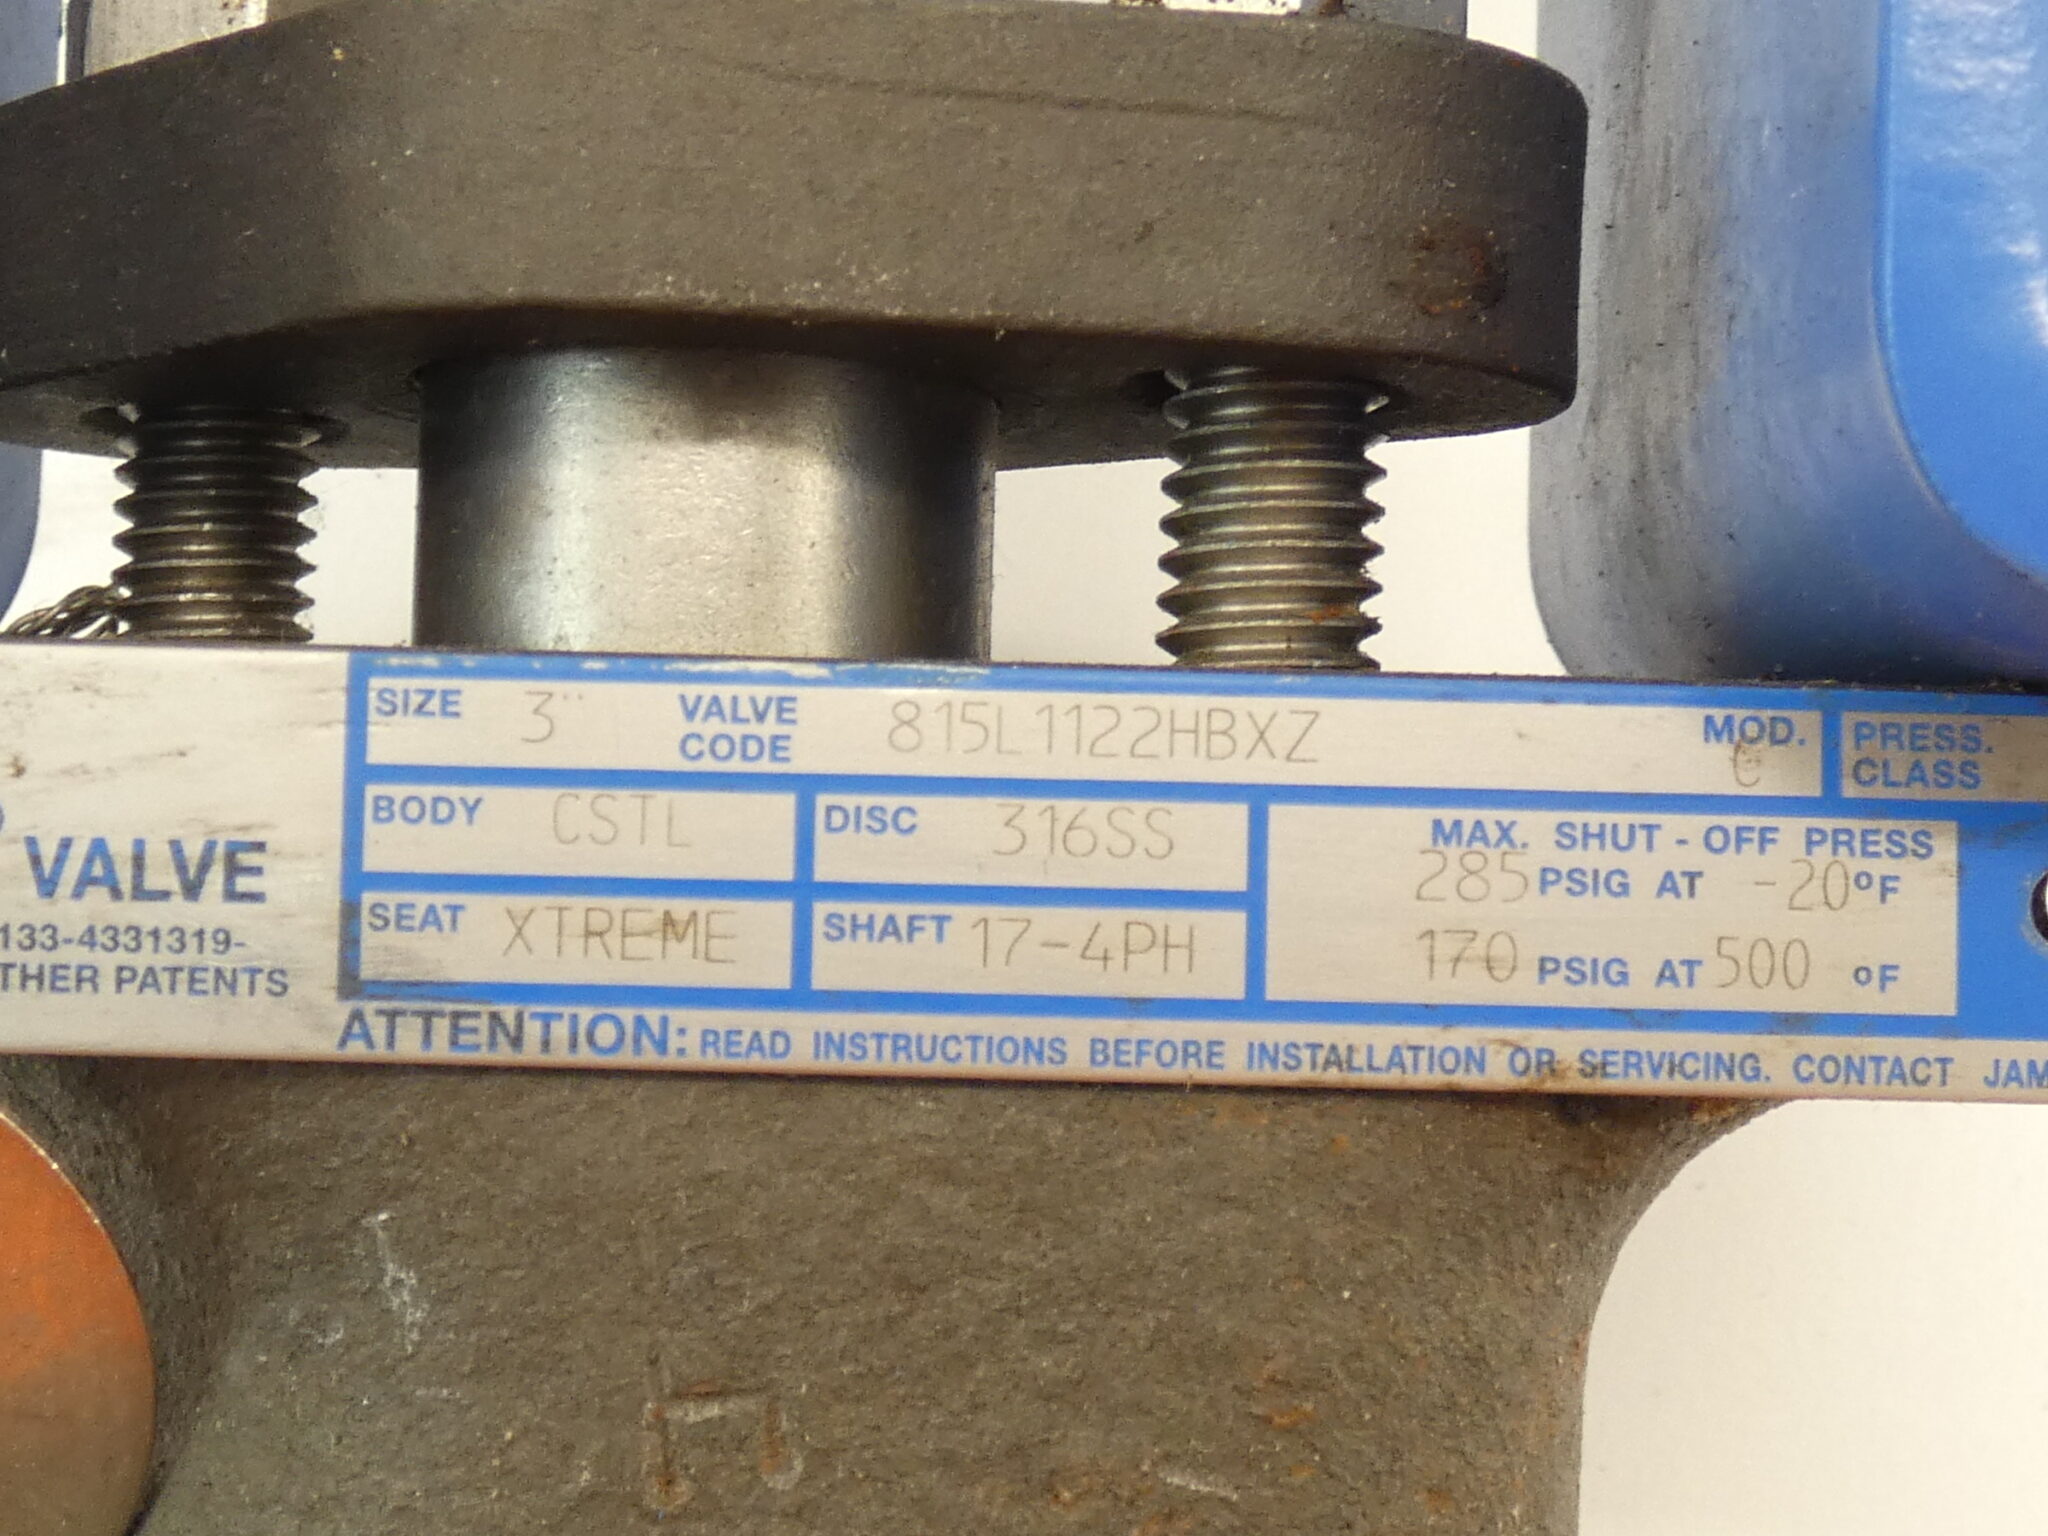 SIZE 3" VALVE CODE 815L1122HBXZ MOD. C PRESS. CLASS
BODY CSTL DISC 316SS MAX. SHUT-OFF PRESS
285 PSIG AT -20 °F
VALVE
SEAT XTREME SHAFT 17-4PH 170 PSIG AT 500 °F
133-4331319-
THER PATENTS
ATTENTION: READ INSTRUCTIONS BEFORE INSTALLATION OR SERVICING. CONTACT JAM